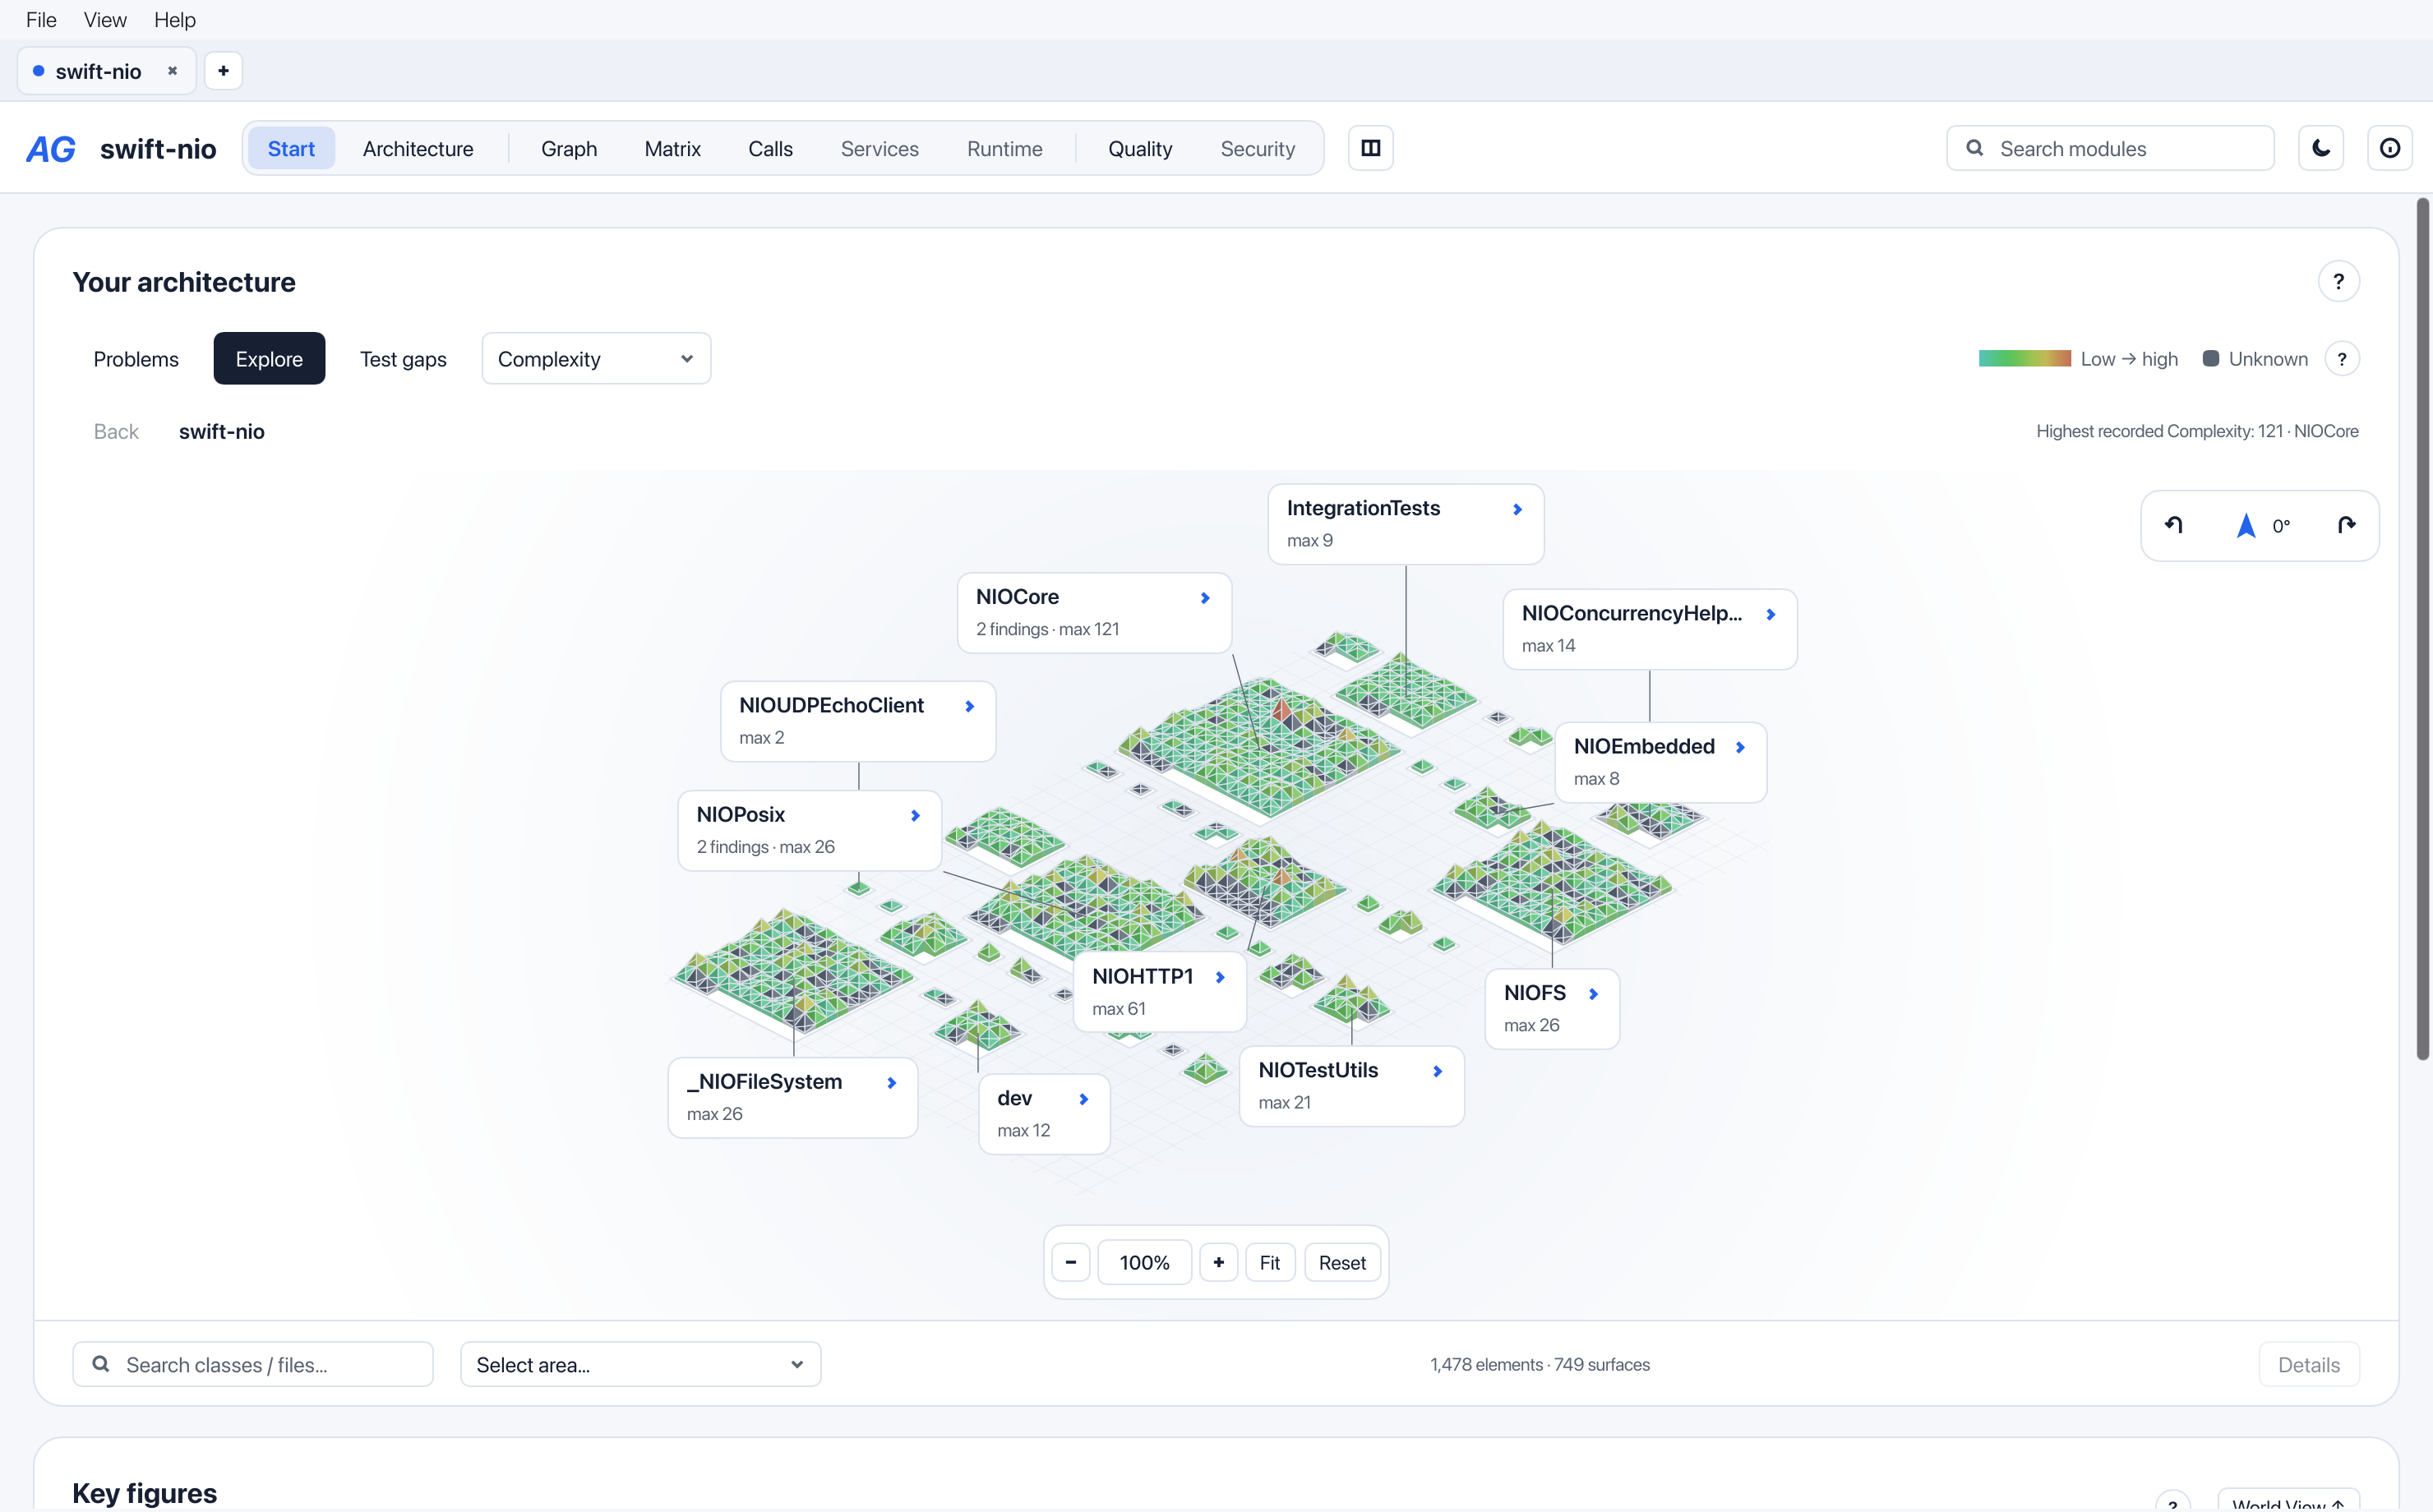 File View Help
swift-nio
AG swift-nio Start Architecture Graph Matrix Calls Services Runtime Quality Security Search modules
Your architecture ?
Problems Explore Test gaps Complexity Low → high Unknown ?
Back swift-nio Highest recorded Complexity: 121 · NIOCore
0°
IntegrationTests
max 9
NIOCore
2 findings · max 121
NIOConcurrencyHelp...
max 14
NIOUDPEchoClient
max 2
NIOEmbedded
max 8
NIOPosix
2 findings · max 26
NIOHTTP1
max 61
NIOFS
max 26
_NIOFileSystem
max 26
dev
max 12
NIOTestUtils
max 21
− 100% + Fit Reset
Search classes / files... Select area... 1,478 elements · 749 surfaces Details
Key figures ? World View ↑